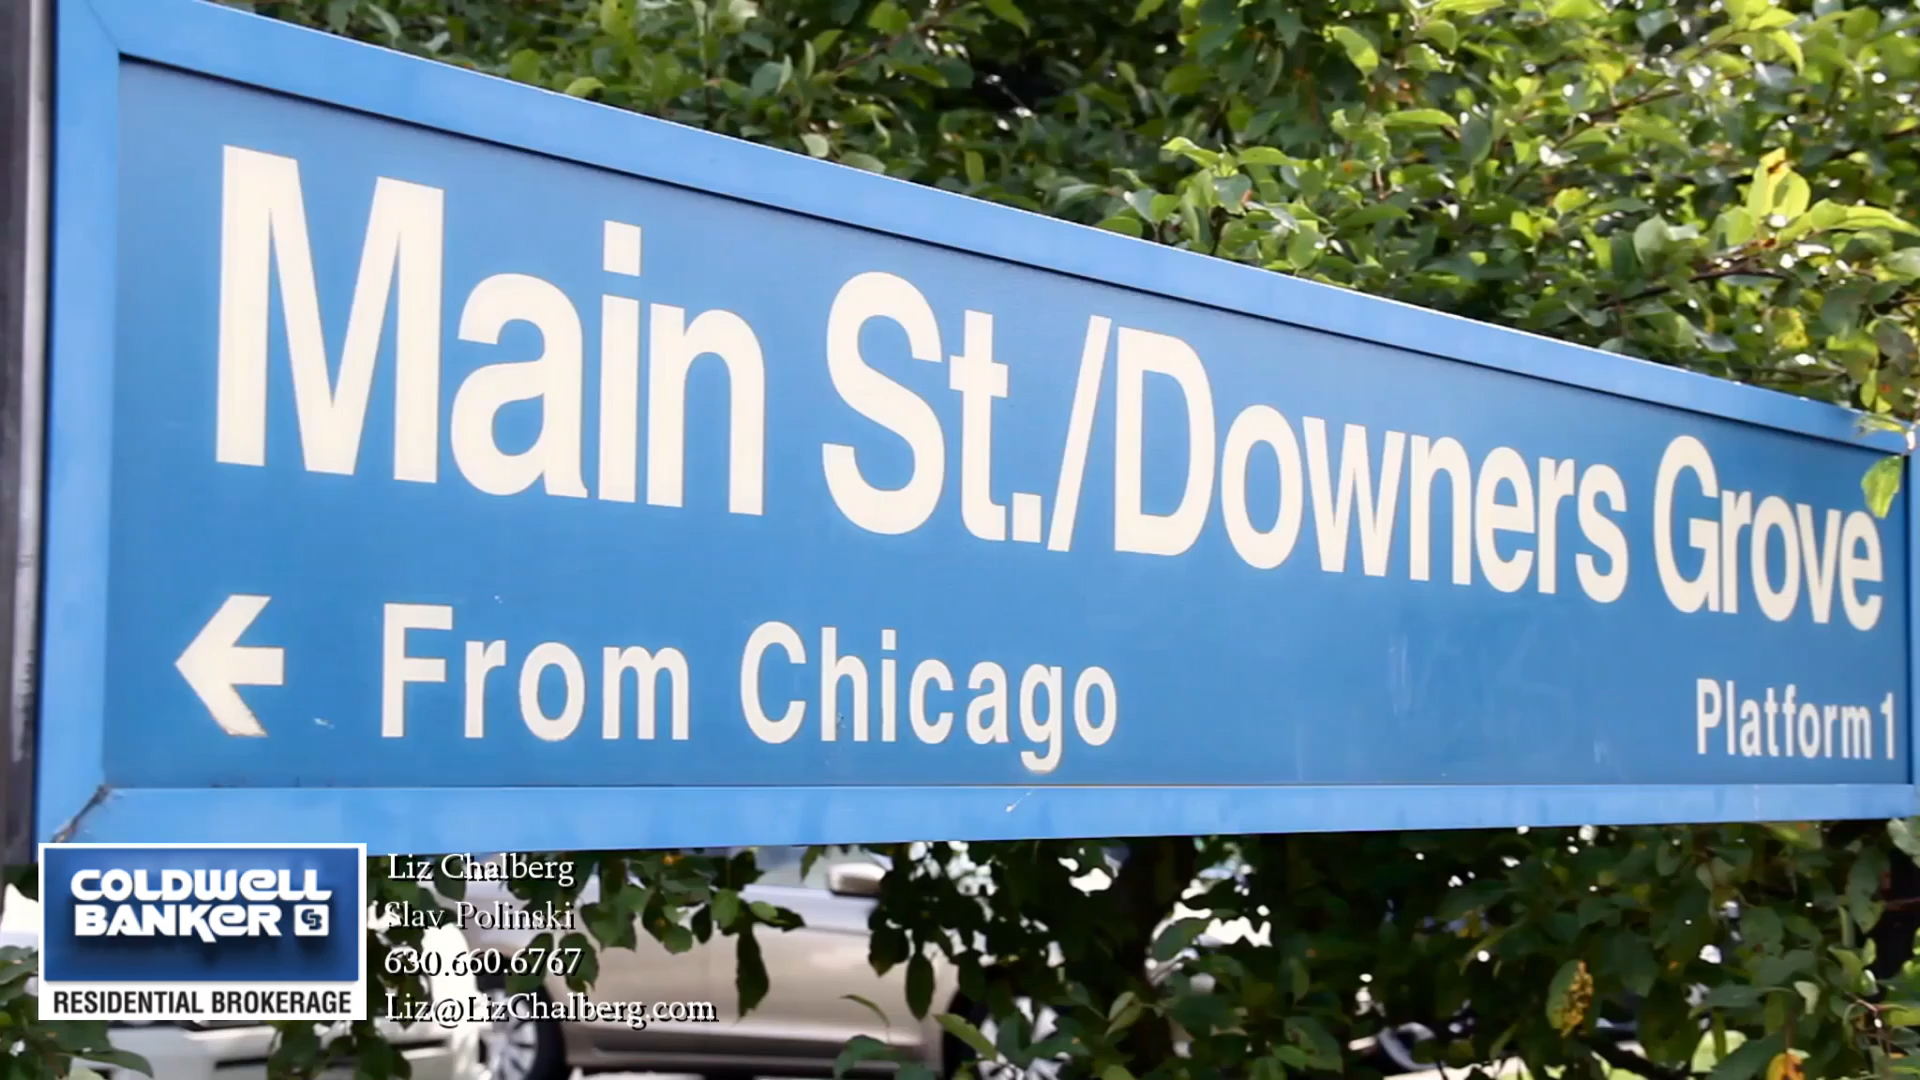 Main St./Downers Grove
← From Chicago
Platform 1
COLDWELL
BANKER CB
RESIDENTIAL BROKERAGE
Liz Chalberg
Slav Polinski
630.660.6767
Liz@LizChalberg.com